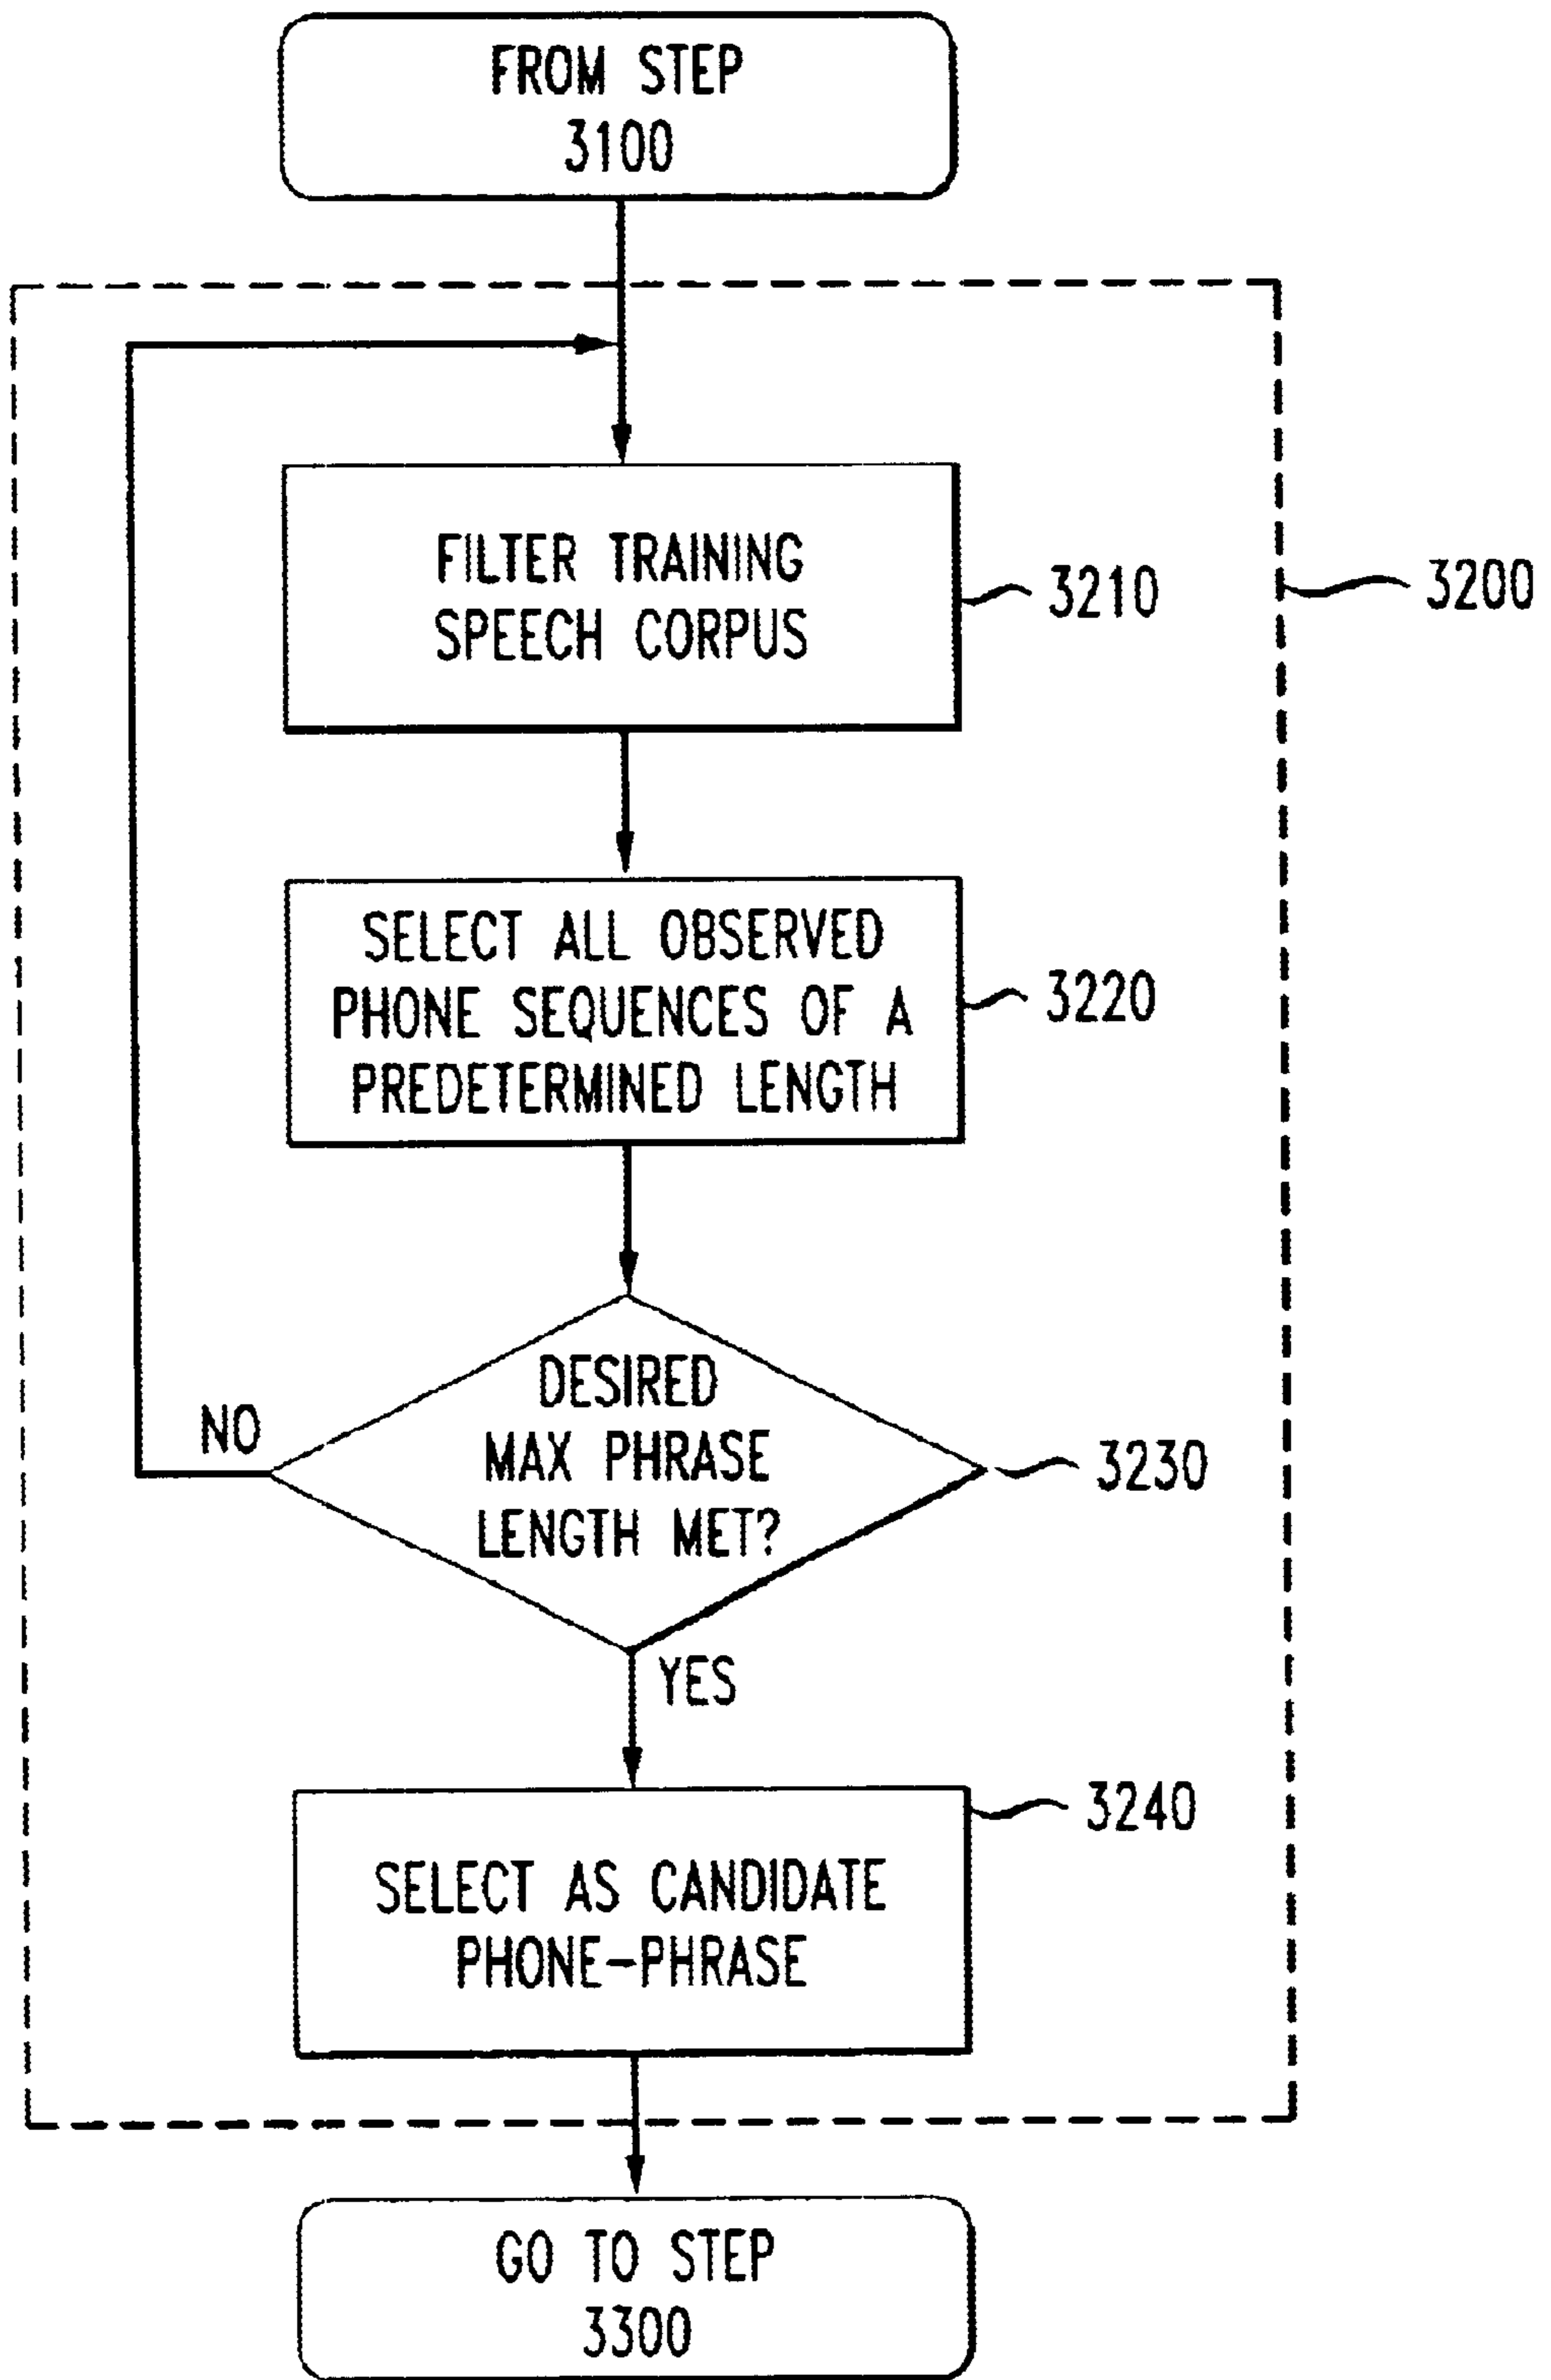 FROM STEP
3100
FILTER TRAINING
SPEECH CORPUS
3210
3200
SELECT ALL OBSERVED
PHONE SEQUENCES OF A
PREDETERMINED LENGTH
3220
DESIRED
MAX PHRASE
LENGTH MET?
3230
NO
YES
3240
SELECT AS CANDIDATE
PHONE-PHRASE
GO TO STEP
3300